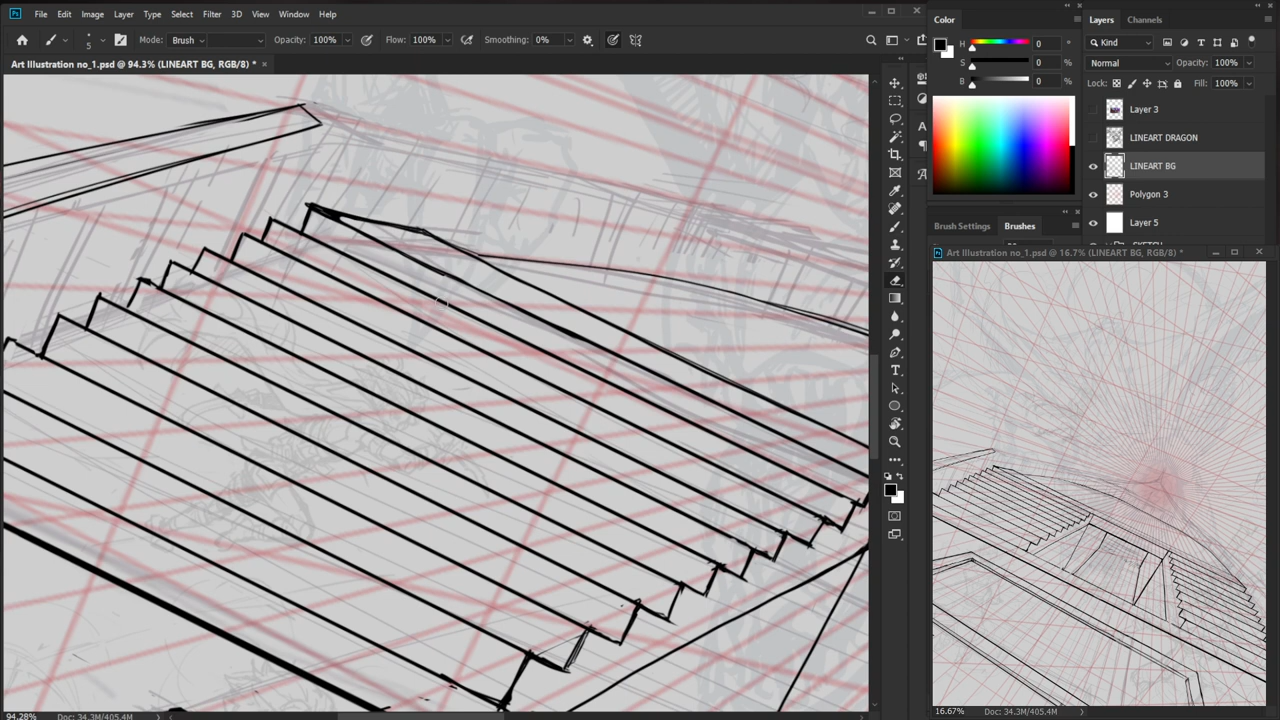 Ps File Edit Image Layer Type Select Filter 3D View Window Help
5 Mode: Brush Opacity: 100% Flow: 100% Smoothing: 0%
Art Illustration no_1.psd @ 94.3% (LINEART BG, RGB/8) * ×
94.28% Doc: 34.3M/405.4M
Color
H 0 °
S 0 %
B 0 %
Brush Settings Brushes
Layers Channels
Kind
Normal Opacity: 100%
Lock: Fill: 100%
Layer 3
LINEART DRAGON
LINEART BG
Polygon 3
Layer 5
SKETCH
Ps Art Illustration no_1.psd @ 16.7% (LINEART BG, RGB/8) *
16.67% Doc: 34.3M/405.4M